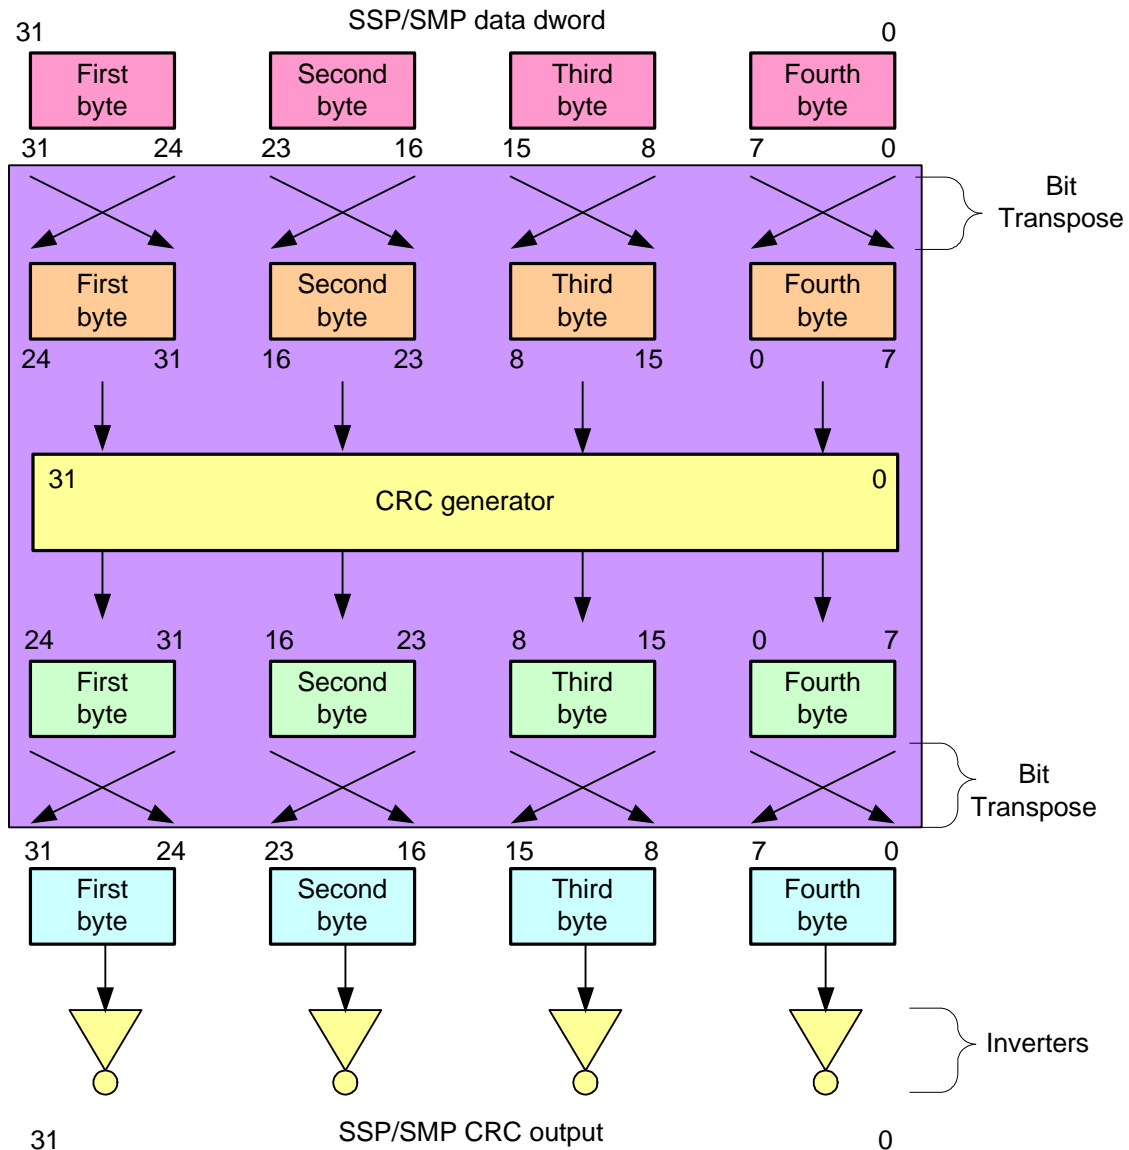 SSP/SMP data dword
31 0
First byte Second byte Third byte Fourth byte
31 24 23 16 15 8 7 0
Bit
Transpose
First byte Second byte Third byte Fourth byte
24 31 16 23 8 15 0 7
31 0
CRC generator
24 31 16 23 8 15 0 7
First byte Second byte Third byte Fourth byte
Bit
Transpose
31 24 23 16 15 8 7 0
First byte Second byte Third byte Fourth byte
Inverters
SSP/SMP CRC output
31 0